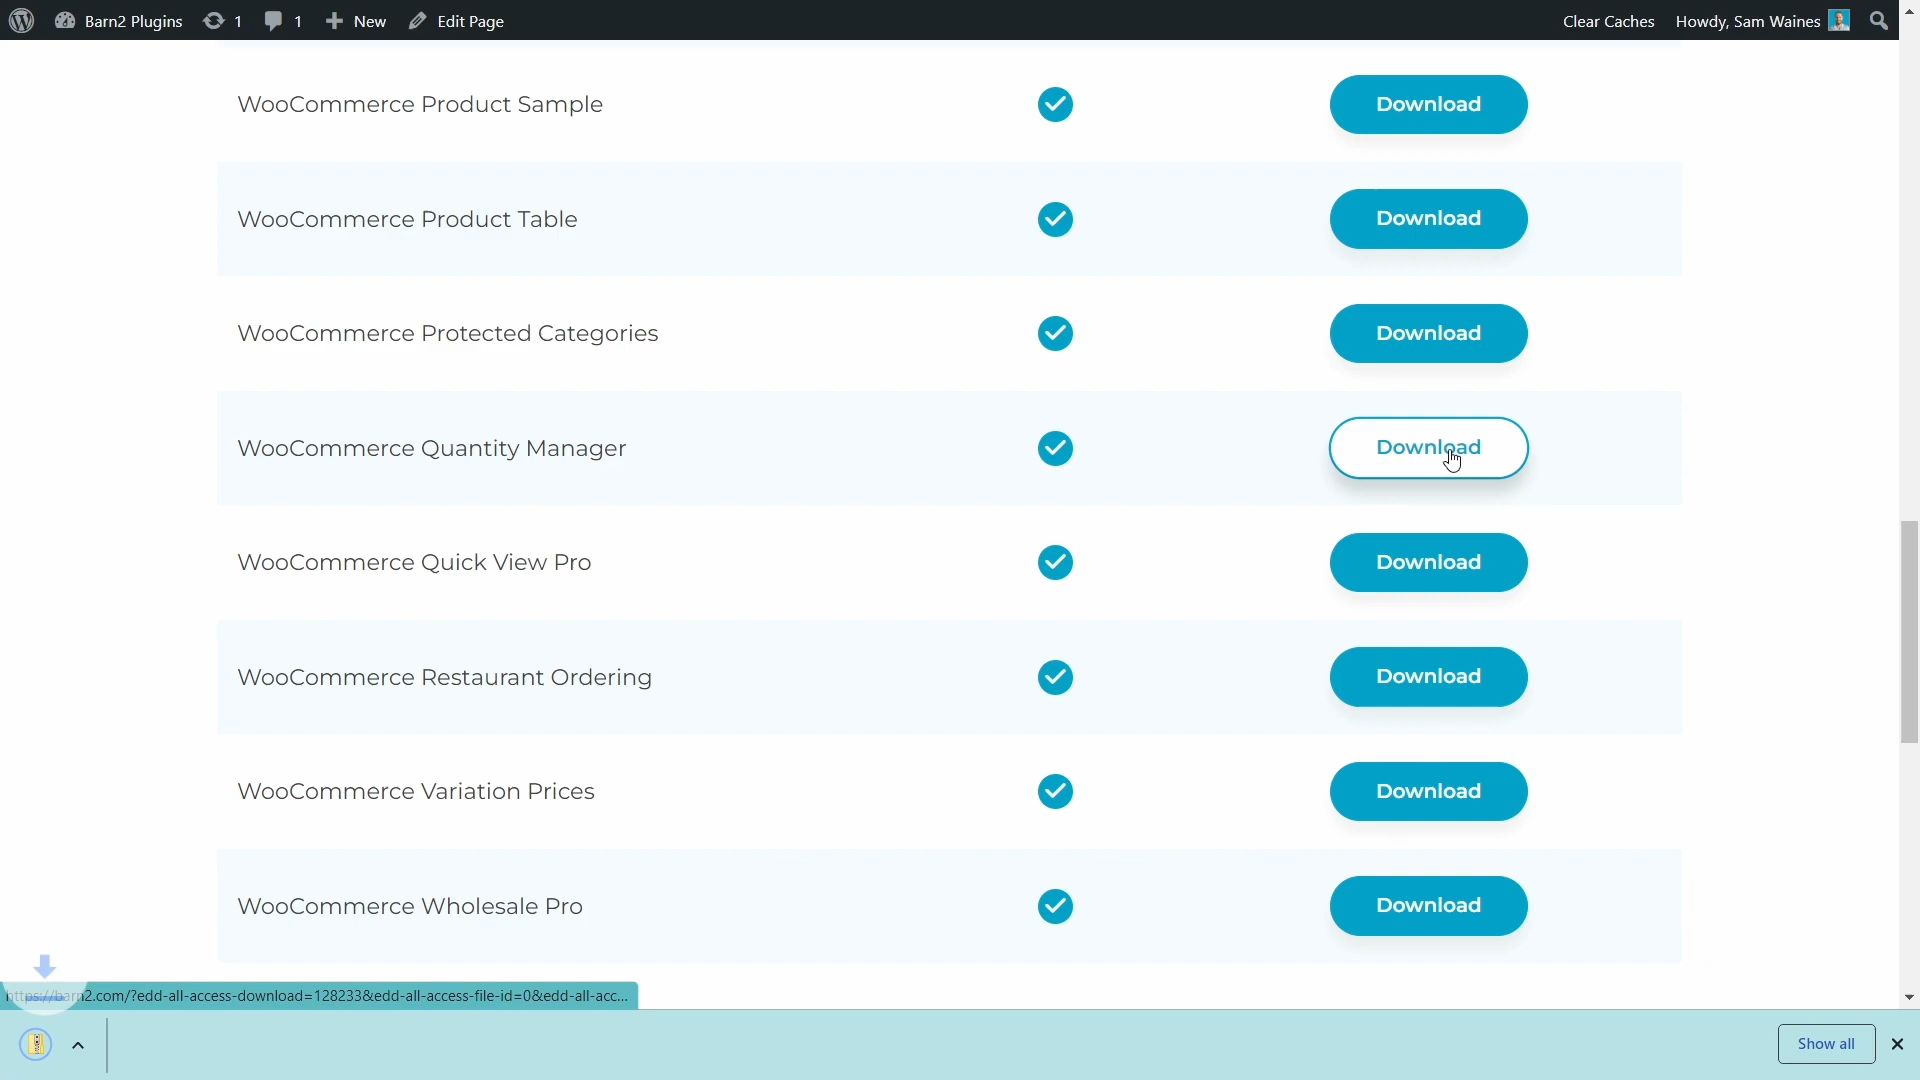 Barn2 Plugins 1 1 New Edit Page Clear Caches Howdy, Sam Waines
WooCommerce Product Sample Download
WooCommerce Product Table Download
WooCommerce Protected Categories Download
WooCommerce Quantity Manager Download
WooCommerce Quick View Pro Download
WooCommerce Restaurant Ordering Download
WooCommerce Variation Prices Download
WooCommerce Wholesale Pro Download
https://barn2.com/?edd-all-access-download=128233&edd-all-access-file-id=0&edd-all-acc...
Show all